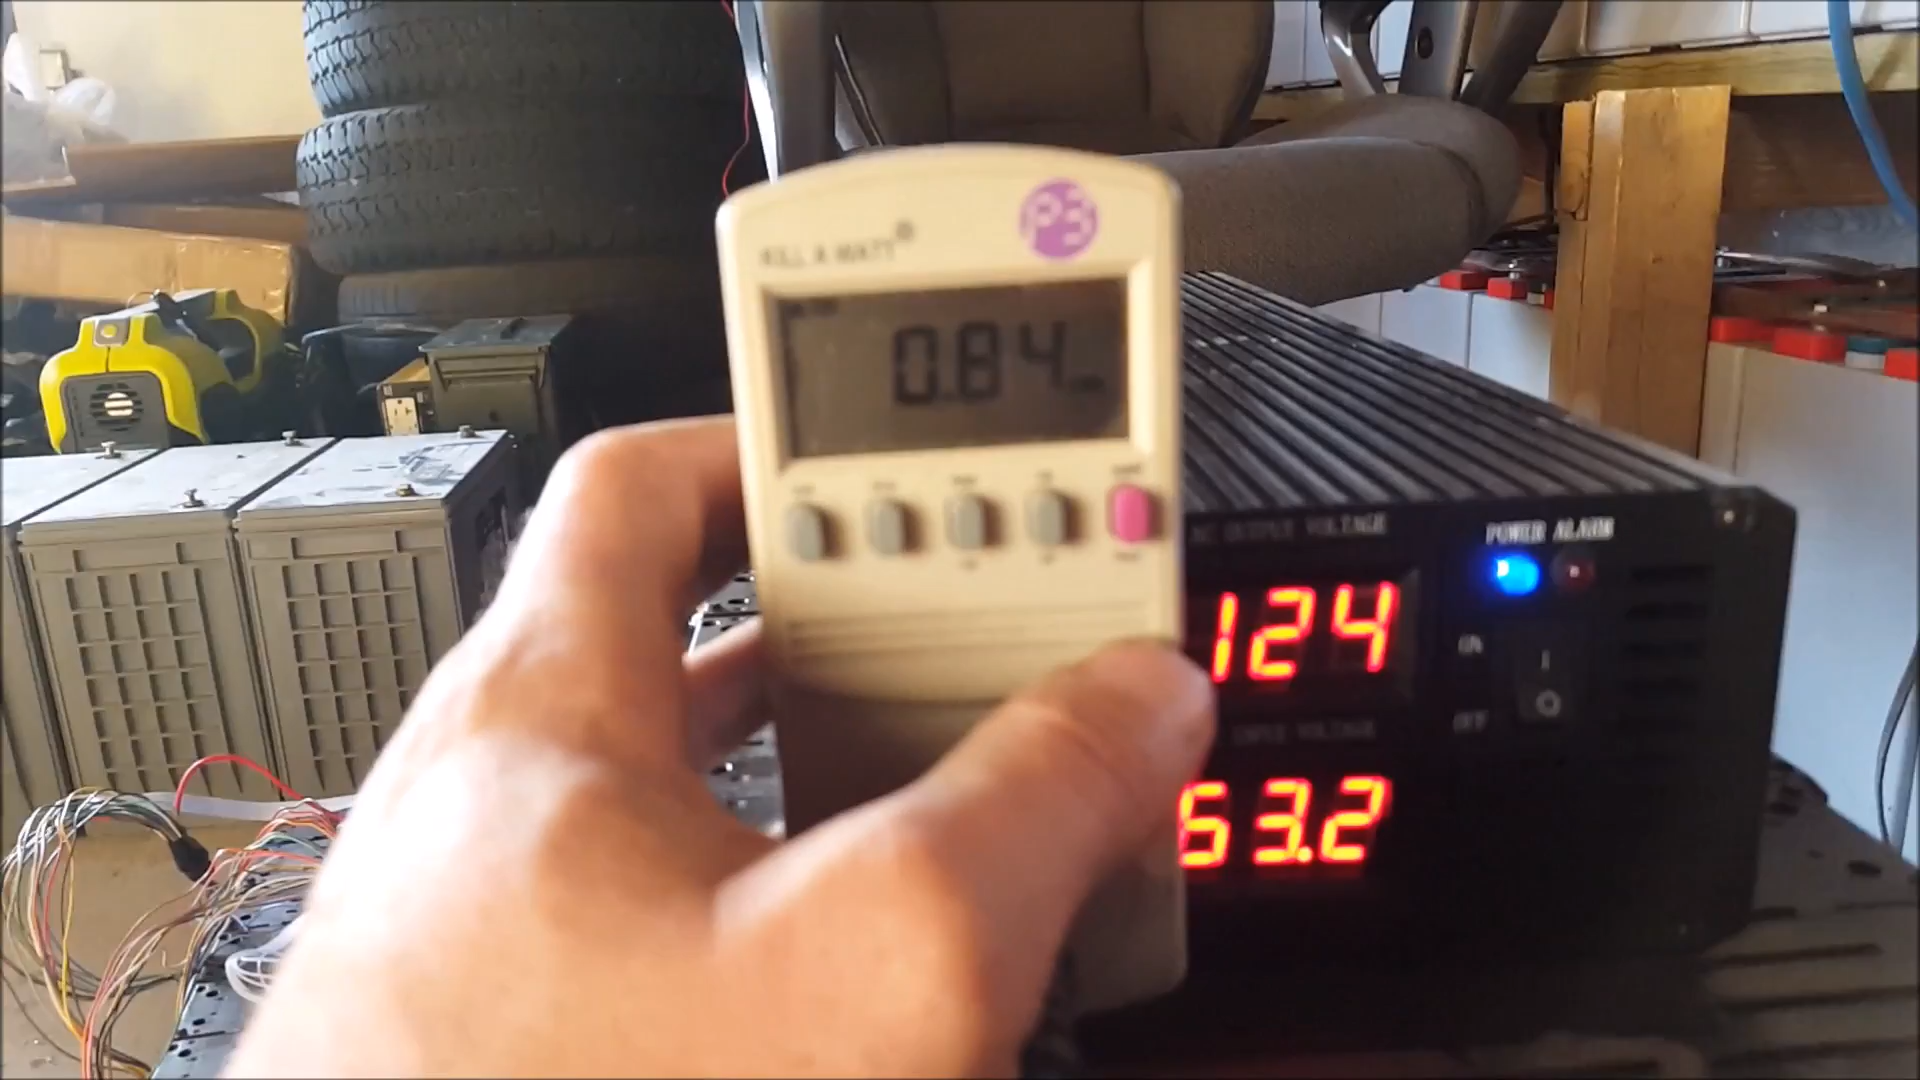 P3
KILL A WATT®
0.84
AC OUTPUT VOLTAGE
POWER ALARM
124
ON
I
O
OFF
INPUT VOLTAGE
63.2